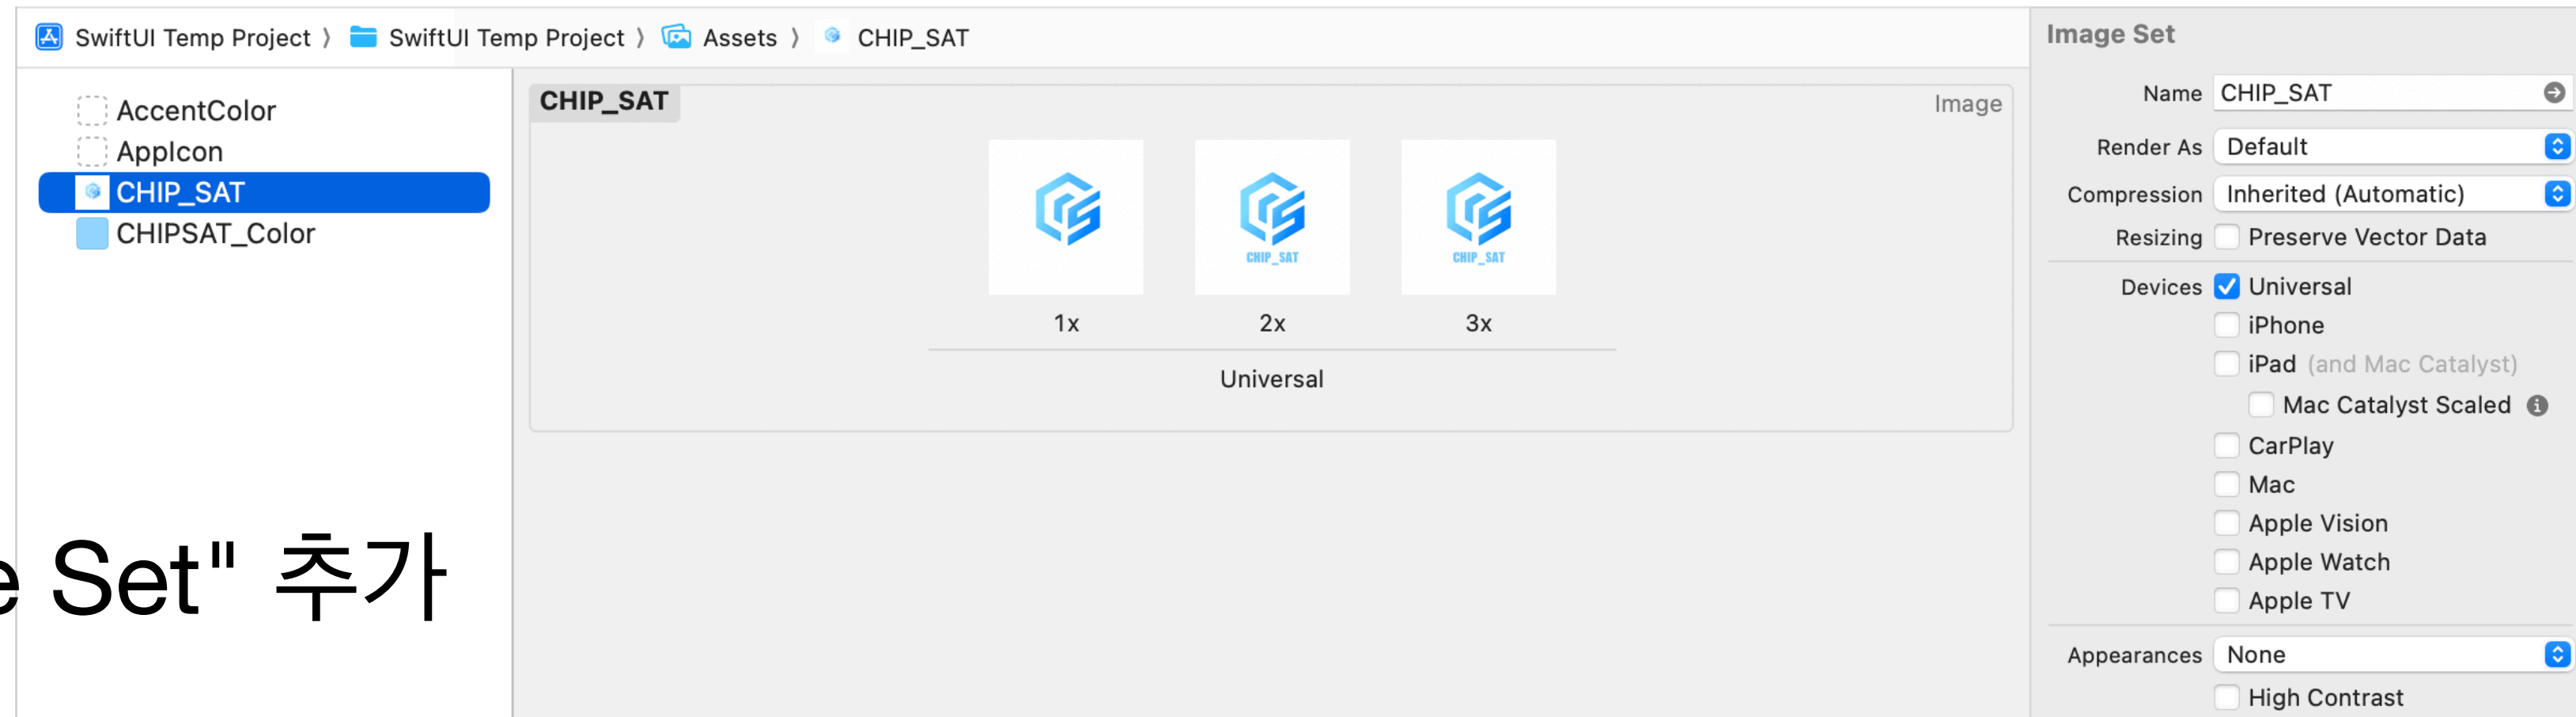 SwiftUI Temp Project ⟩ SwiftUI Temp Project ⟩ Assets ⟩ CHIP_SAT
AccentColor
AppIcon
CHIP_SAT
CHIPSAT_Color
e Set" 추가
CHIP_SAT
Image
CHIP_SAT CHIP_SAT
1x 2x 3x
Universal
Image Set
Name CHIP_SAT
Render As Default
Compression Inherited (Automatic)
Resizing Preserve Vector Data
Devices Universal
iPhone
iPad (and Mac Catalyst)
Mac Catalyst Scaled
CarPlay
Mac
Apple Vision
Apple Watch
Apple TV
Appearances None
High Contrast